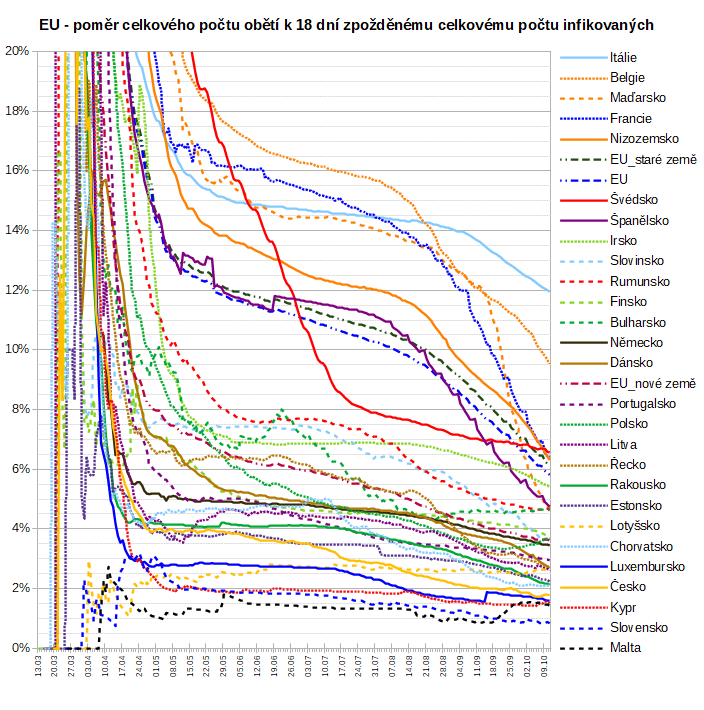 EU - poměr celkového počtu obětí k 18 dní zpožděnému celkovému počtu infikovaných
20%
18%
16%
14%
12%
10%
8%
6%
4%
2%
0%
13.03
20.03
27.03
03.04
10.04
17.04
24.04
01.05
08.05
15.05
22.05
29.05
05.06
12.06
19.06
26.06
03.07
10.07
17.07
24.07
31.07
07.08
14.08
21.08
28.08
04.09
11.09
18.09
25.09
02.10
09.10
Itálie
Belgie
Maďarsko
Francie
Nizozemsko
EU_staré země
EU
Švédsko
Španělsko
Irsko
Slovinsko
Rumunsko
Finsko
Bulharsko
Německo
Dánsko
EU_nové země
Portugalsko
Polsko
Litva
Řecko
Rakousko
Estonsko
Lotyšsko
Chorvatsko
Luxembursko
Česko
Kypr
Slovensko
Malta